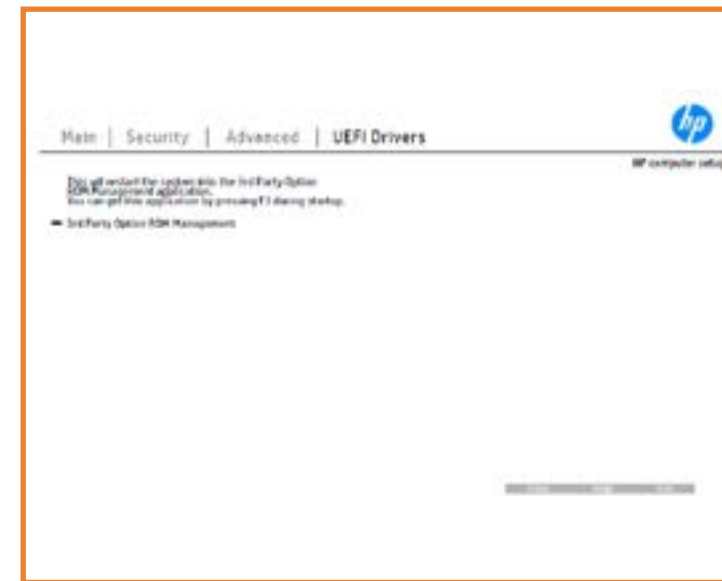 hp
Main | Security | Advanced | UEFI Drivers
HP computer setup
This will restart the system into the 3rd Party Option
ROM Management application.
You can get this application by pressing F3 during startup.
3rd Party Option ROM Management